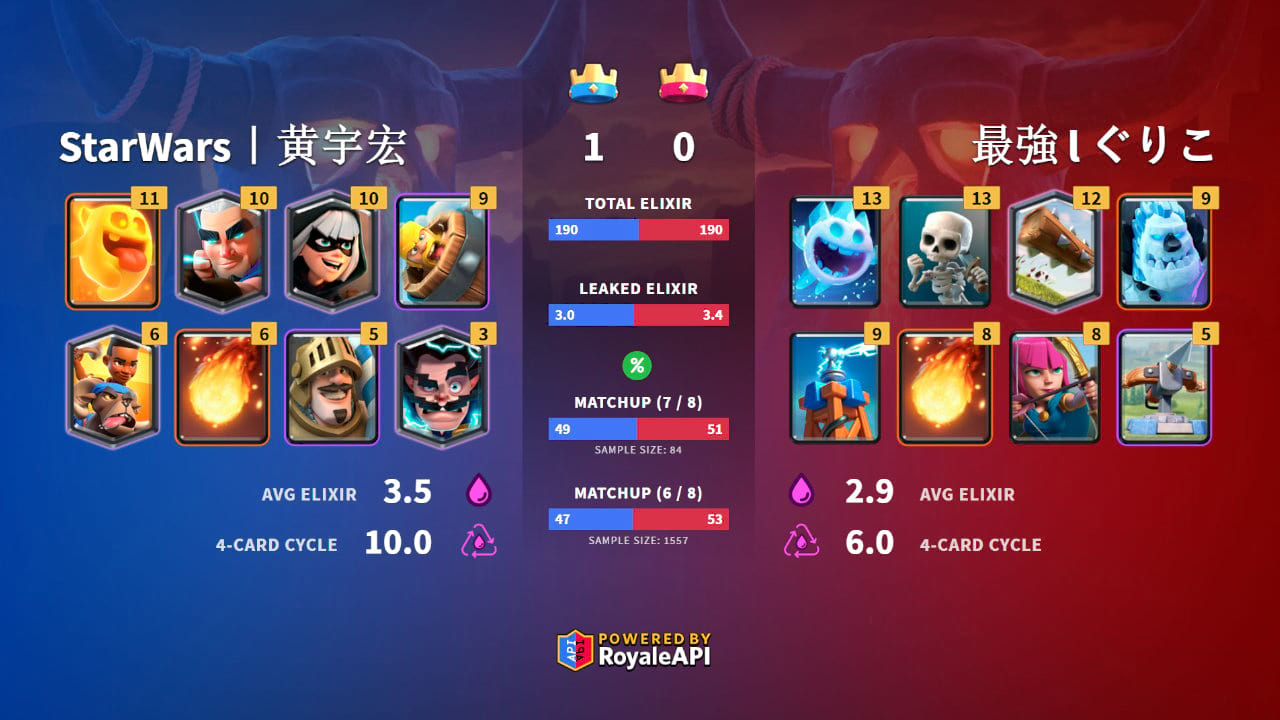 StarWars | 黄宇宏
1 0
最強 l ぐりこ
11 10 10 9
6 6 5 3
AVG ELIXIR 3.5
4-CARD CYCLE 10.0
TOTAL ELIXIR
190 190
LEAKED ELIXIR
3.0 3.4
%
MATCHUP (7 / 8)
49 51
SAMPLE SIZE: 84
MATCHUP (6 / 8)
47 53
SAMPLE SIZE: 1557
13 13 12 9
9 8 8 5
2.9 AVG ELIXIR
6.0 4-CARD CYCLE
API API
POWERED BY
RoyaleAPI